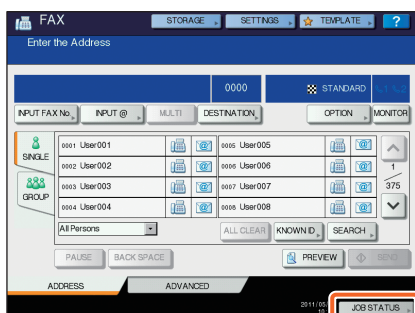 FAX STORAGE SETTINGS TEMPLATE ?
Enter the Address
0000 STANDARD
INPUT FAX No. INPUT @ MULTI DESTINATION OPTION MONITOR
SINGLE
GROUP
0001 User001 0005 User005
0002 User002 0006 User006
0003 User003 0007 User007
0004 User004 0008 User008
1
375
All Persons ALL CLEAR KNOWN ID SEARCH
PAUSE BACK SPACE PREVIEW SEND
ADDRESS ADVANCED
2011/05/
JOB STATUS